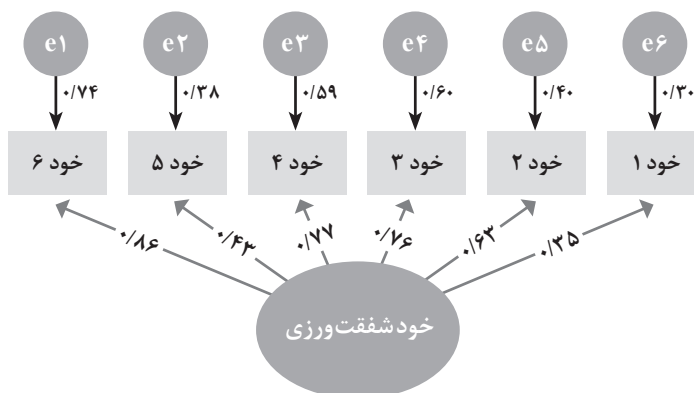 e۱ e۲ e۳ e۴ e۵ e۶
۰/۷۴ ۰/۳۸ ۰/۵۹ ۰/۶۰ ۰/۴۰ ۰/۳۰
خود ۶
خود ۵
خود ۴
خود ۳
خود ۲
خود ۱
۰/۸۶ ۰/۴۳ ۰/۷۷ ۰/۷۶ ۰/۶۳ ۰/۳۵
خود شفقت‌ورزی